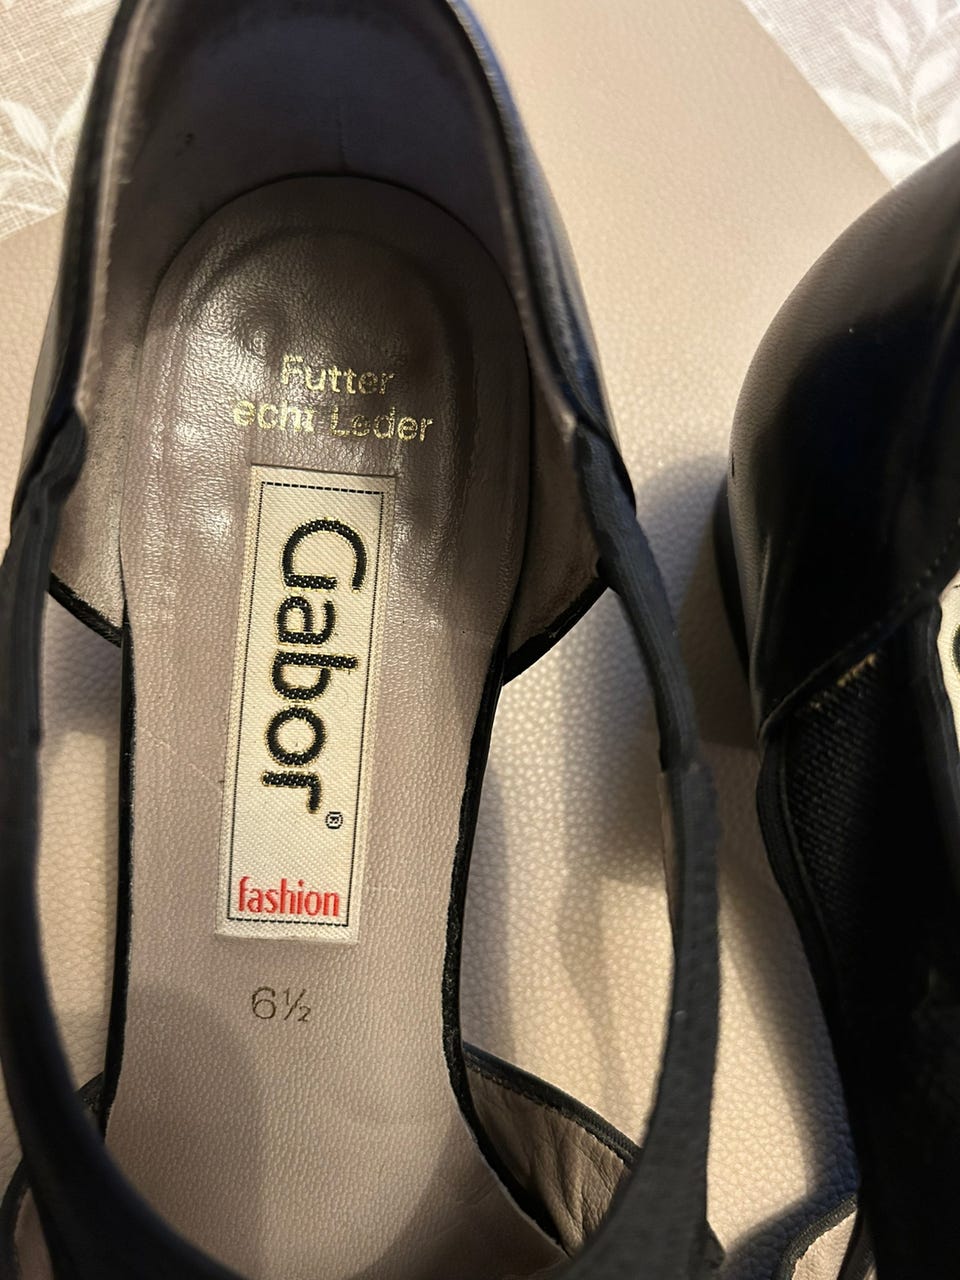 Futter
echt Leder
Gabor®
fashion
6½